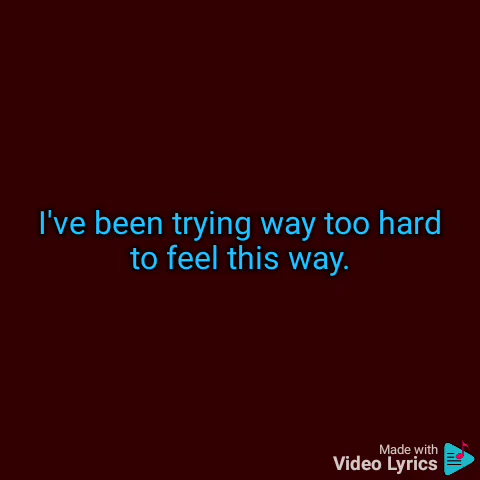 I've been trying way too hard
to feel this way.
Made with
Video Lyrics